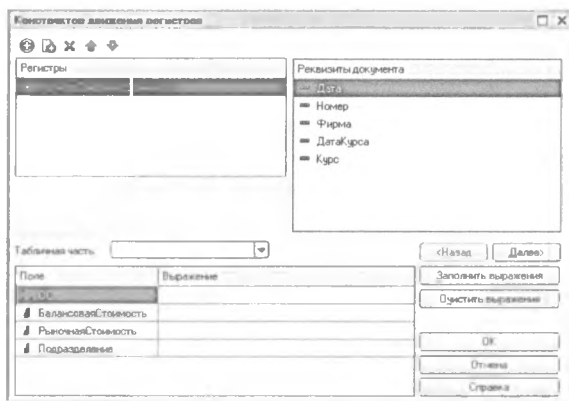 Конструктор движения регистров
Регистры
Реквизиты документа
Дата
Номер
Фирма
ДатаКурса
Курс
Табличная часть
<Назад
Далее>
Поле
Выражение
Заполнить выражения
БалансоваяСтоимость
РыночнаяСтоимость
Подразделение
Очистить выражения
ОК
Отмена
Справка